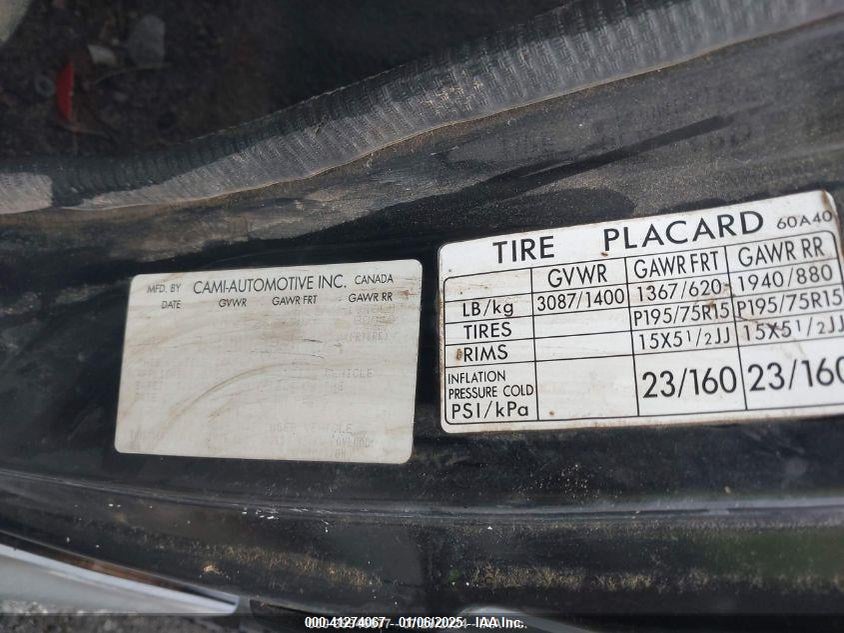 MFD. BY CAMI-AUTOMOTIVE INC. CANADA
DATE GVWR GAWR FRT GAWR RR
VEHICLE
TIRE PLACARD 60A40
GVWR GAWR FRT GAWR RR
LB/kg 3087/1400 1367/620 1940/880
TIRES P195/75R15 P195/75R15
RIMS 15X5 1/2JJ 15X5 1/2JJ
INFLATION
PRESSURE COLD
PSI/kPa 23/160 23/160
000-41274067- 01/06/2025- IAA Inc.